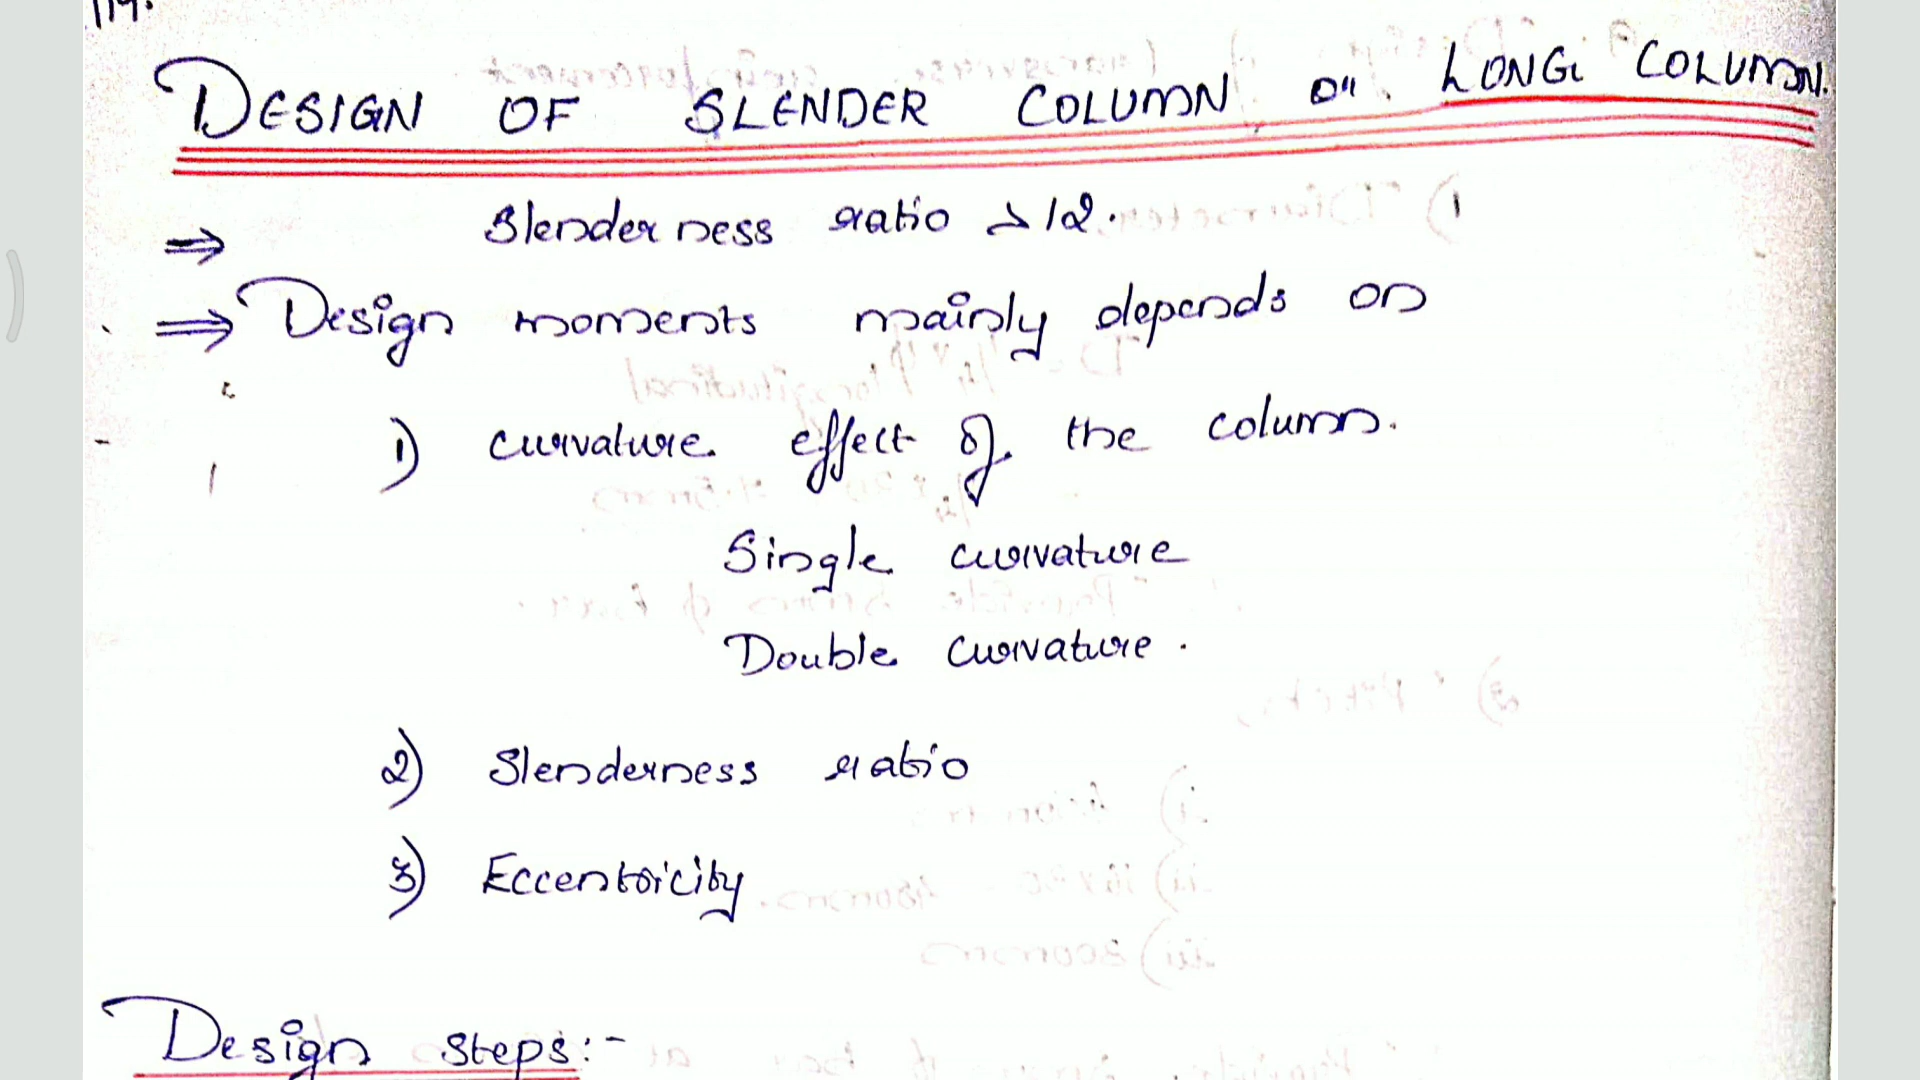 DESIGN OF SLENDER COLUMN or LONG COLUMN.
⇒ Slenderness ratio > 12.
⇒ Design moments mainly depends on
1) curvature effect of the column.
Single curvature
Double curvature.
2) Slenderness ratio
3) Eccentricity
Design steps:-